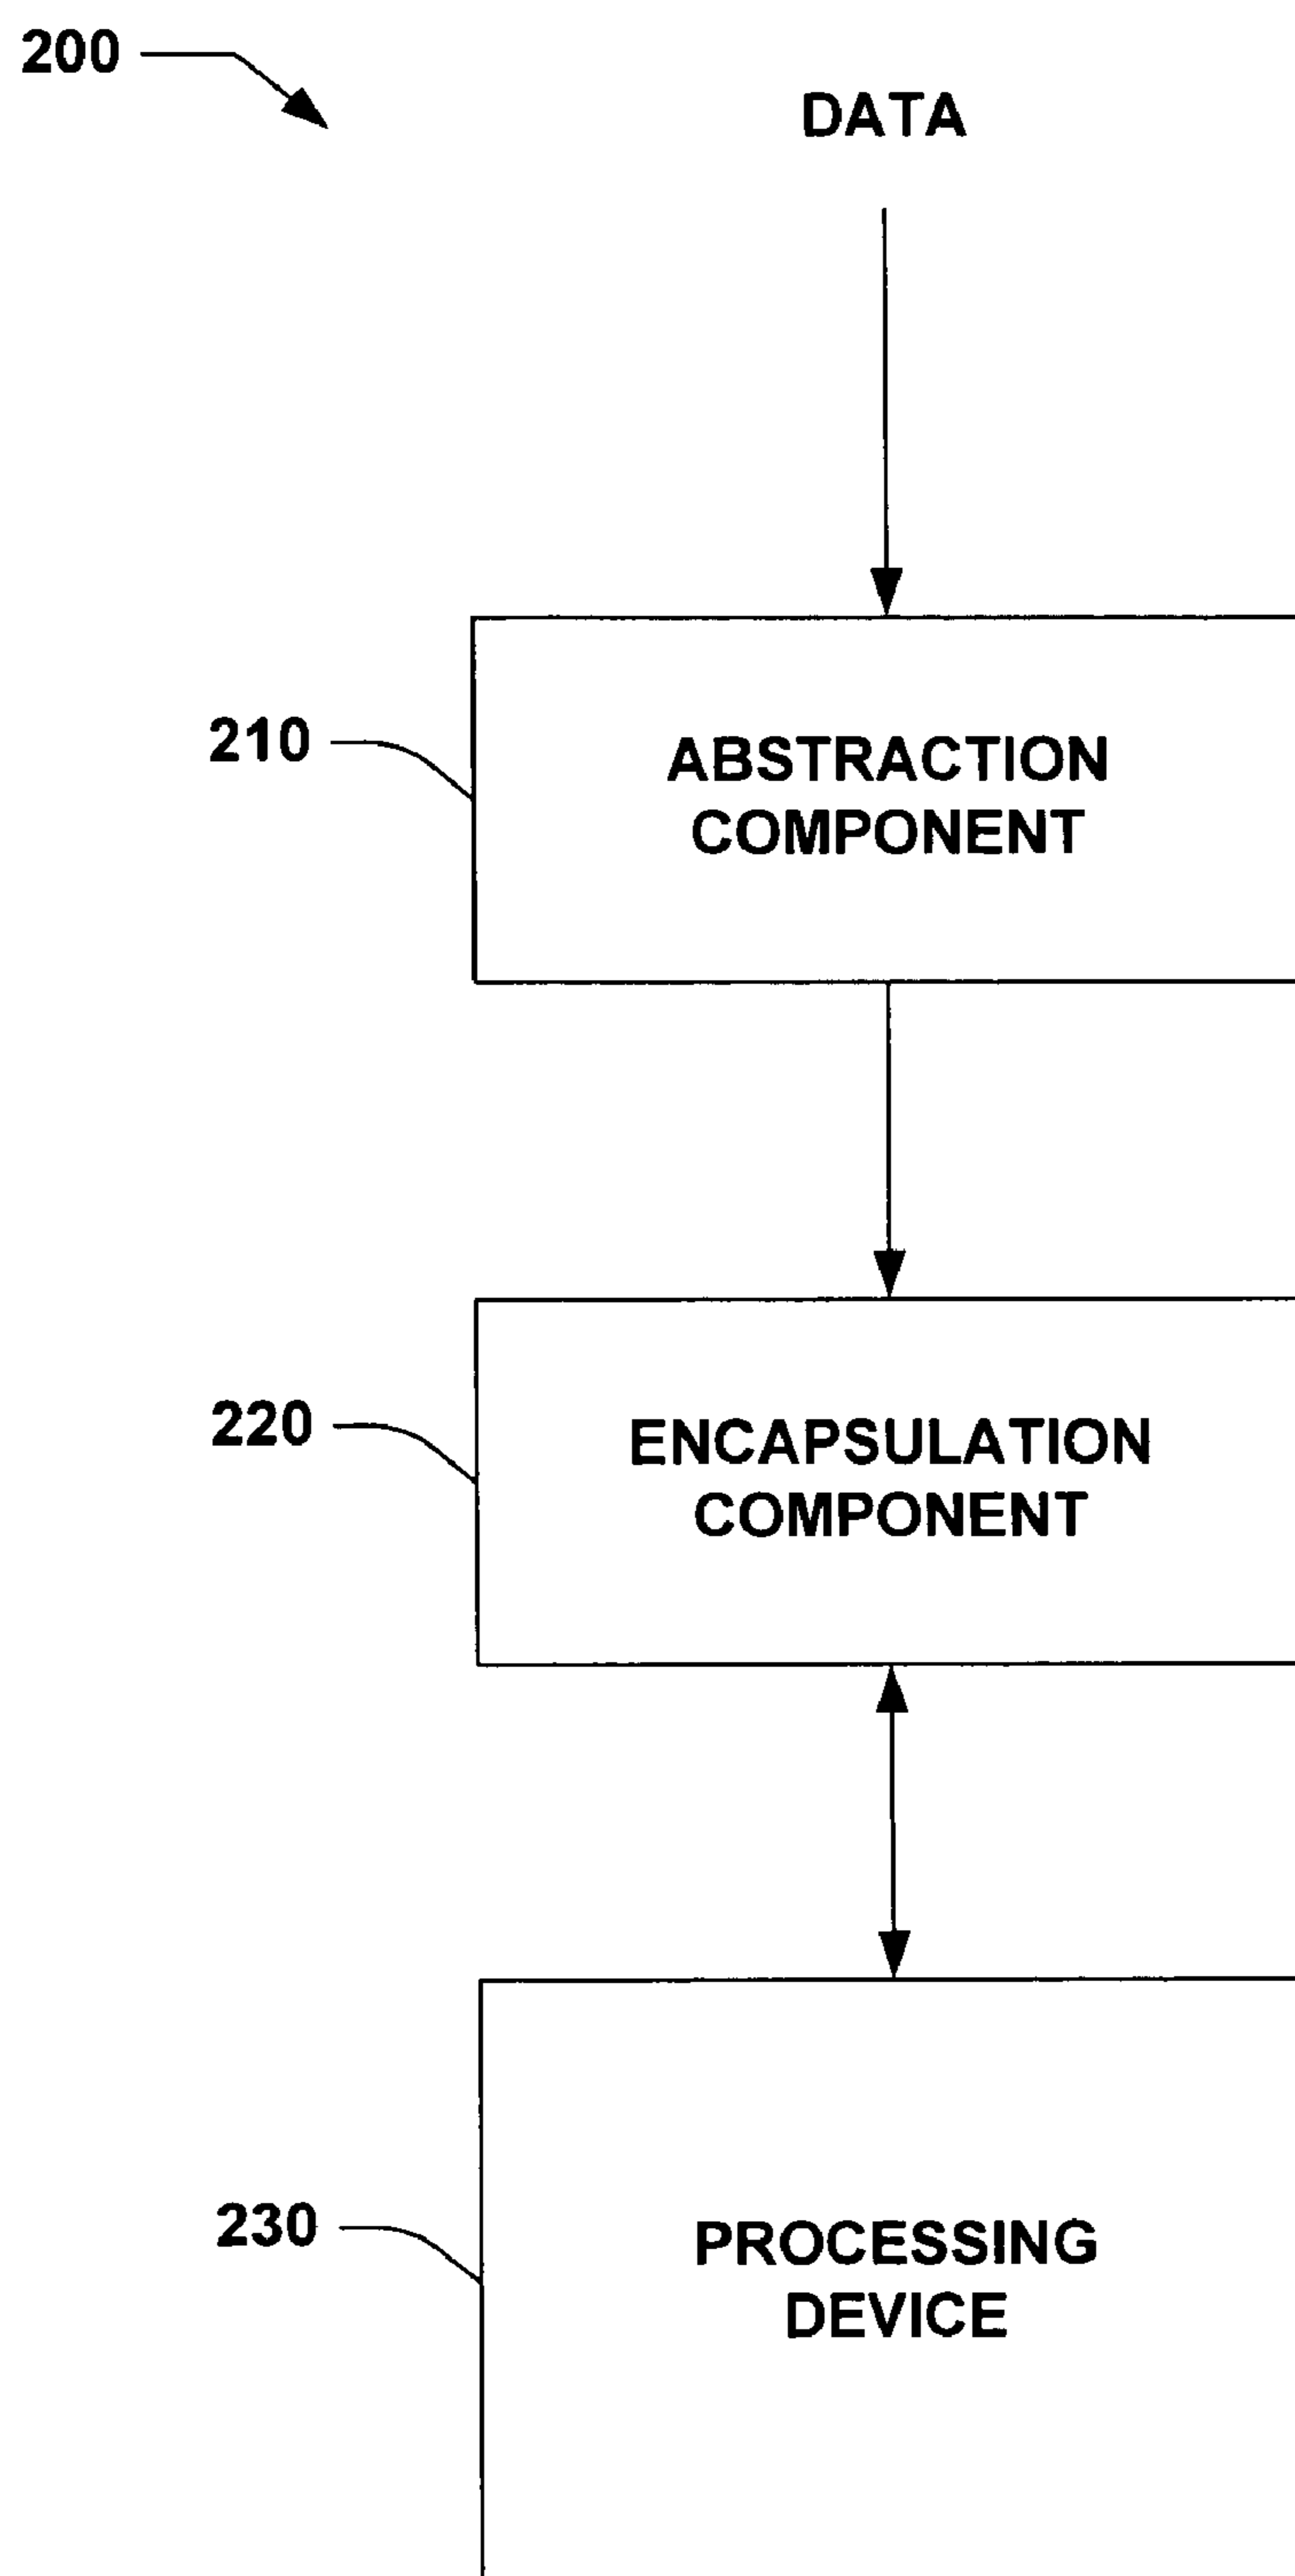 200
DATA
210
ABSTRACTION
COMPONENT
220
ENCAPSULATION
COMPONENT
230
PROCESSING
DEVICE